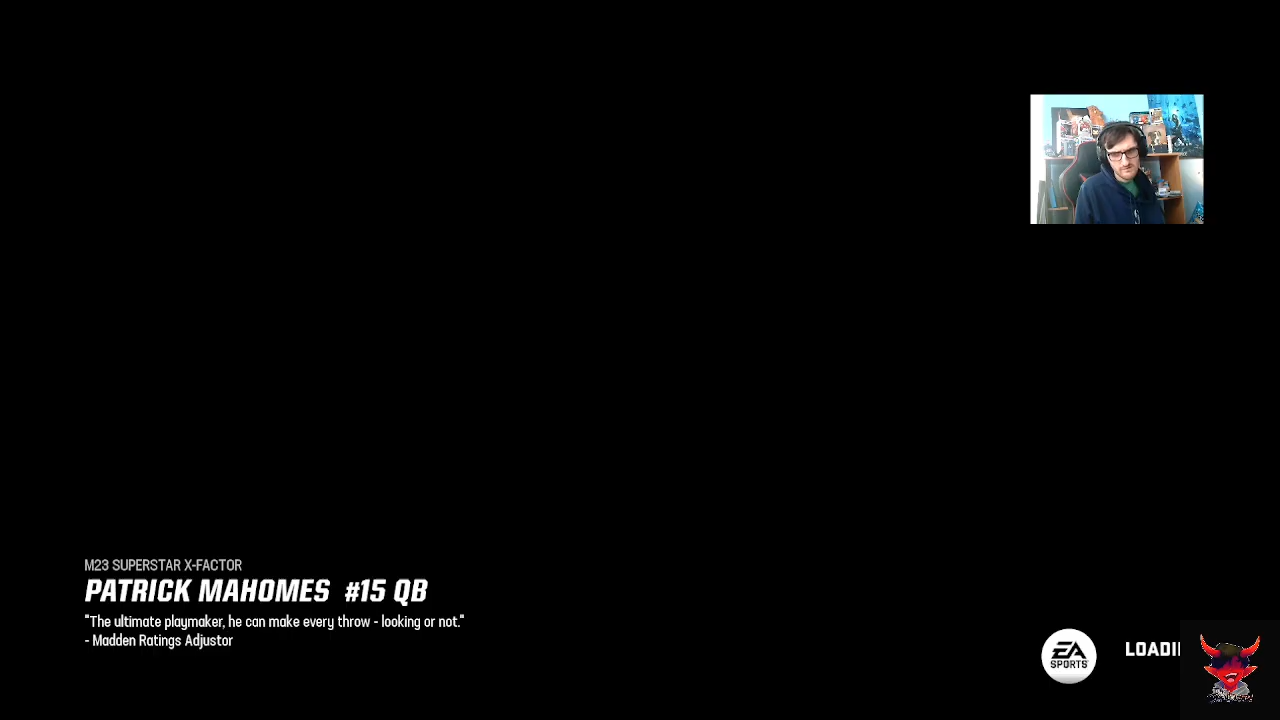 M23 SUPERSTAR X-FACTOR
PATRICK MAHOMES #15 QB
"The ultimate playmaker, he can make every throw - looking or not."
- Madden Ratings Adjustor
EA
SPORTS
LOADI